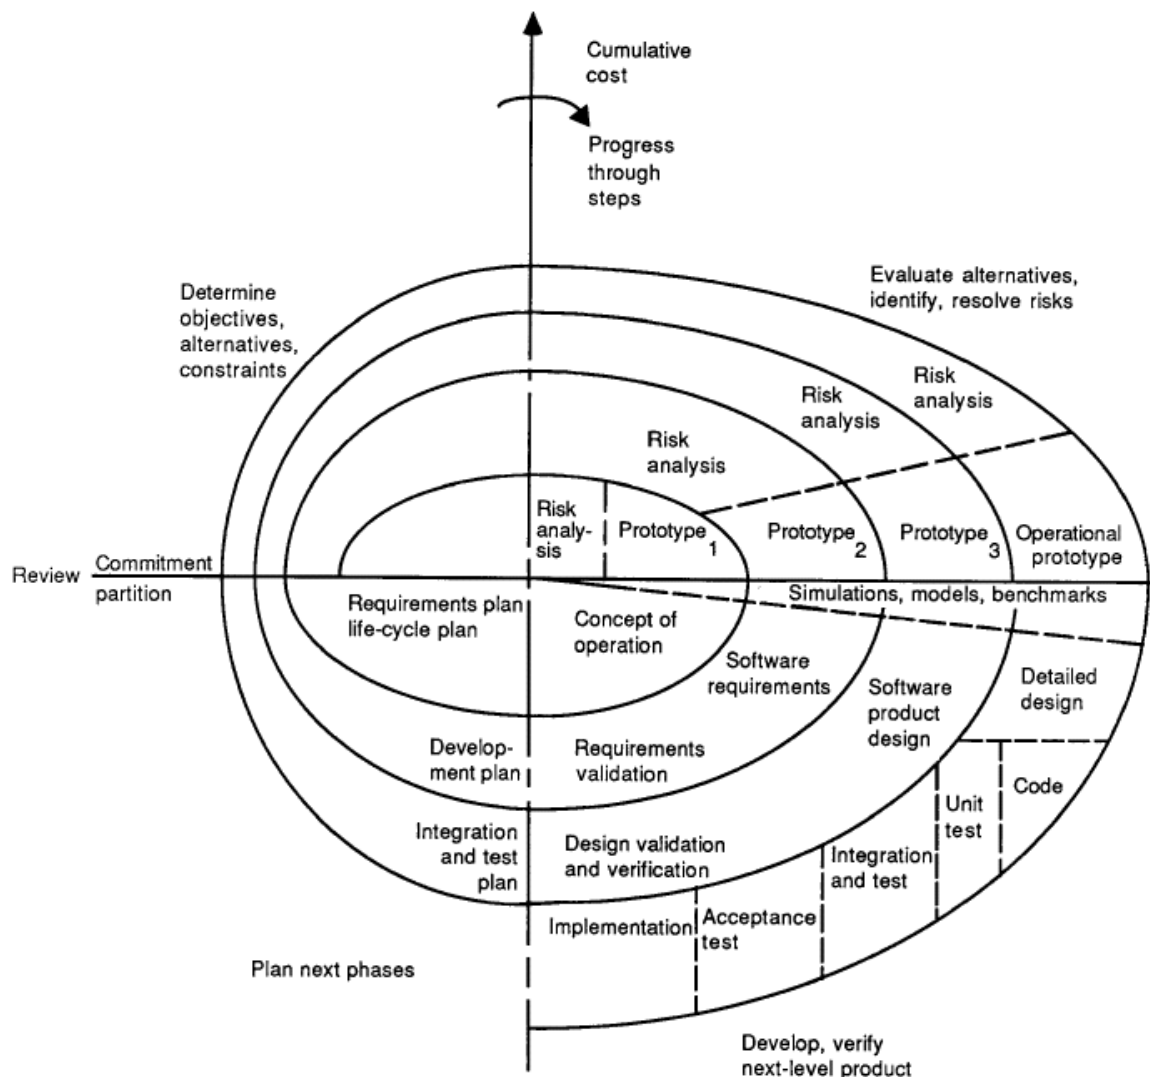 Cumulative
cost
Progress
through
steps
Determine
objectives,
alternatives,
constraints
Evaluate alternatives,
identify, resolve risks
Risk
analysis
Risk
analysis
Risk
analysis
Risk
analy-
sis
Prototype 1
Prototype 2
Prototype 3
Operational
prototype
Review
Commitment
partition
Simulations, models, benchmarks
Requirements plan
life-cycle plan
Concept of
operation
Software
requirements
Software
product
design
Detailed
design
Develop-
ment plan
Requirements
validation
Code
Unit
test
Integration
and test
plan
Design validation
and verification
Integration
and test
Acceptance
test
Implementation
Plan next phases
Develop, verify
next-level product